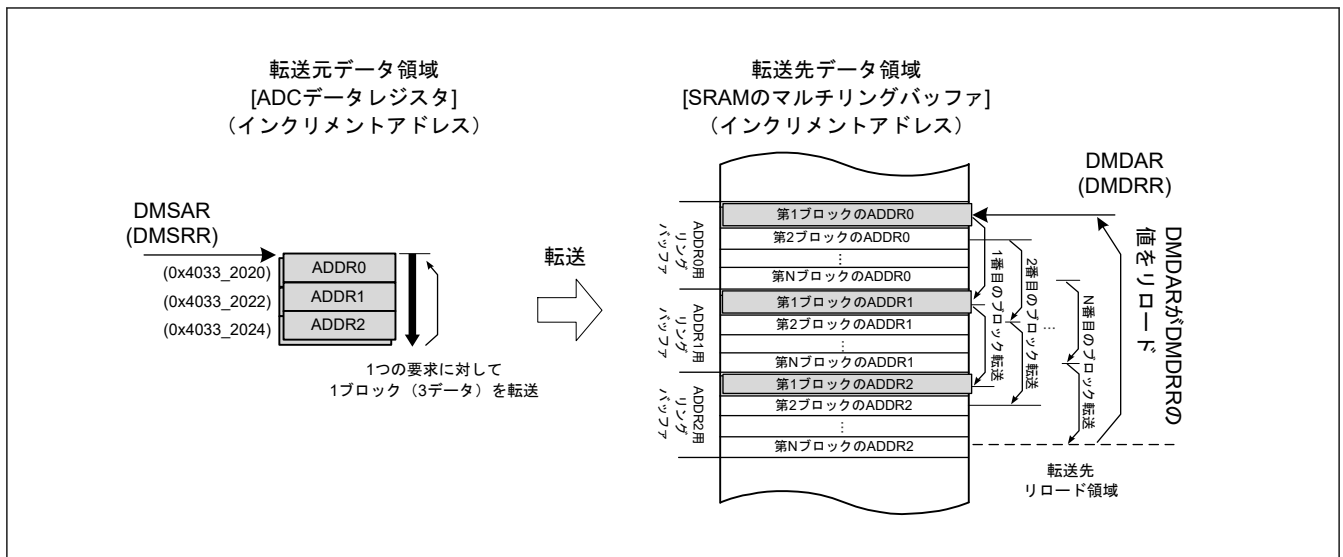 転送元データ領域
[ADCデータレジスタ]
（インクリメントアドレス）
転送先データ領域
[SRAMのマルチリングバッファ]
（インクリメントアドレス）
DMSAR
(DMSRR)
(0x4033_2020)
(0x4033_2022)
(0x4033_2024)
ADDR0
ADDR1
ADDR2
1つの要求に対して
1ブロック（3データ）を転送
転送
ADDR0用
リング
バッファ
第1ブロックのADDR0
第2ブロックのADDR0
⋮
第NブロックのADDR0
ADDR1用
リング
バッファ
第1ブロックのADDR1
第2ブロックのADDR1
⋮
第NブロックのADDR1
ADDR2用
リング
バッファ
第1ブロックのADDR2
第2ブロックのADDR2
⋮
第NブロックのADDR2
1番目のブロック転送
2番目のブロック転送
…
N番目のブロック転送
DMDAR
(DMDRR)
DMDARがDMDRRの
値をリロード
転送先
リロード領域